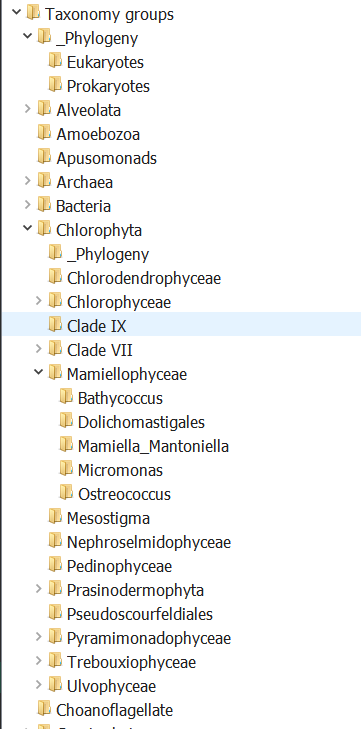 Taxonomy groups
_Phylogeny
Eukaryotes
Prokaryotes
Alveolata
Amoebozoa
Apusomonads
Archaea
Bacteria
Chlorophyta
_Phylogeny
Chlorodendrophyceae
Chlorophyceae
Clade IX
Clade VII
Mamiellophyceae
Bathycoccus
Dolichomastigales
Mamiella_Mantoniella
Micromonas
Ostreococcus
Mesostigma
Nephroselmidophyceae
Pedinophyceae
Prasinodermophyta
Pseudoscourfeldiales
Pyramimonadophyceae
Trebouxiophyceae
Ulvophyceae
Choanoflagellate